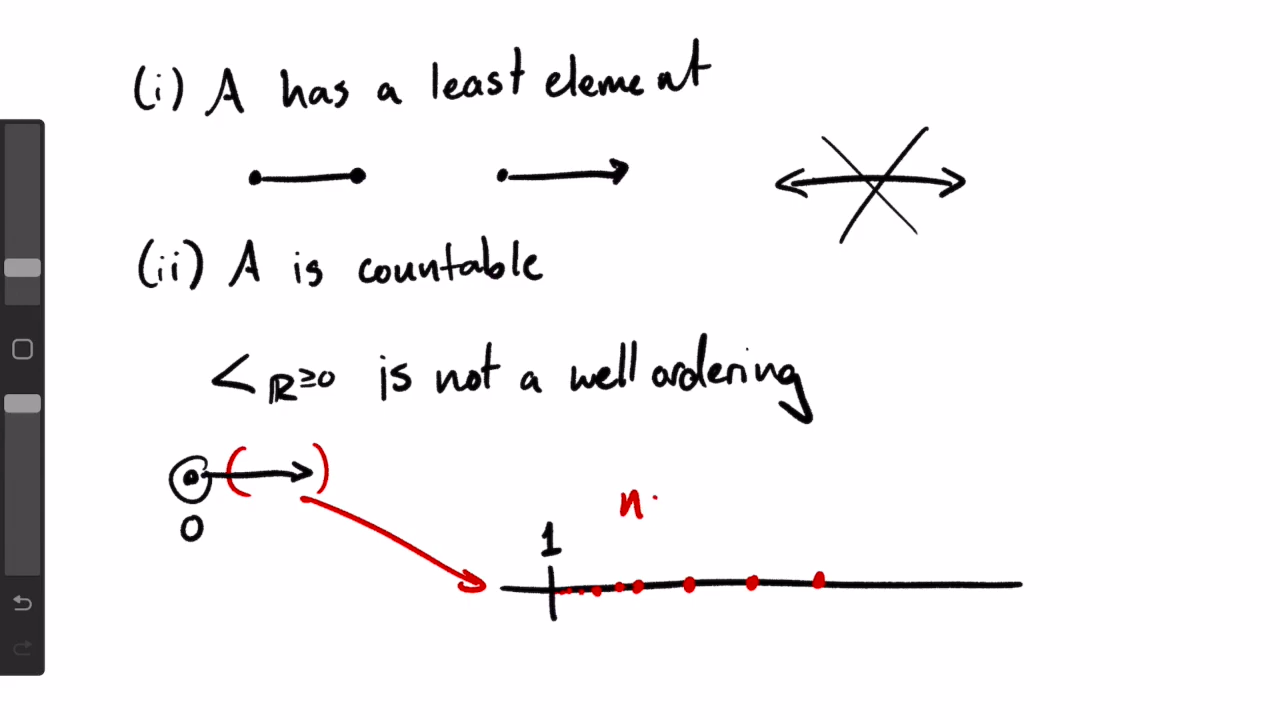 (i) A has a least element
(ii) A is countable
<ℝ≥0 is not a well ordering
0
n
1